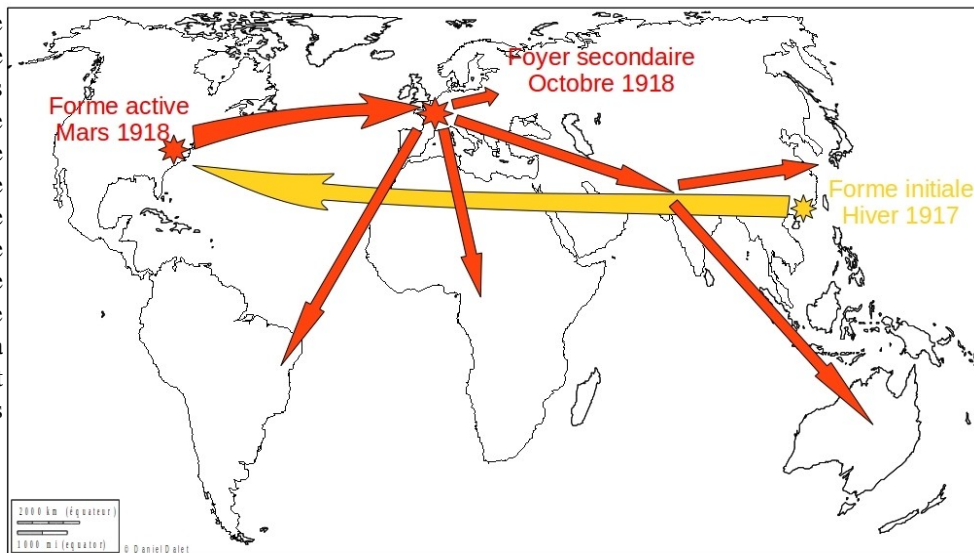 Foyer secondaire
Octobre 1918
Forme active
Mars 1918
Forme initiale
Hiver 1917
2000 km (équateur)
1000 mi (equator)
© Daniel Dalet